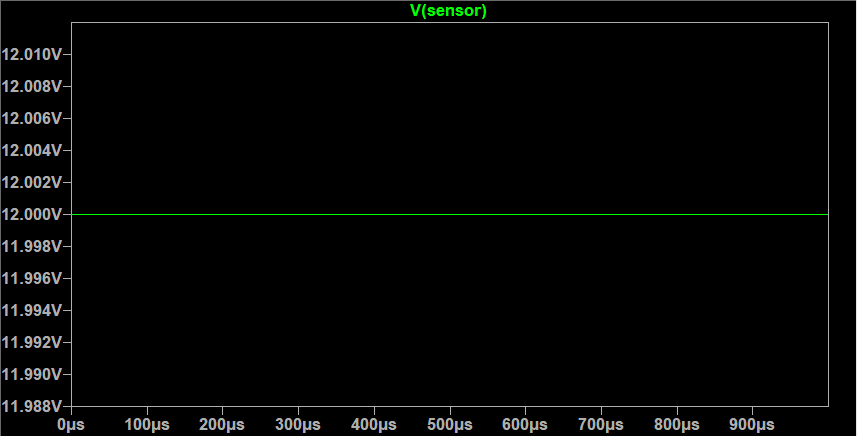 V(sensor)
12.010V
12.008V
12.006V
12.004V
12.002V
12.000V
11.998V
11.996V
11.994V
11.992V
11.990V
11.988V
0µs 100µs 200µs 300µs 400µs 500µs 600µs 700µs 800µs 900µs